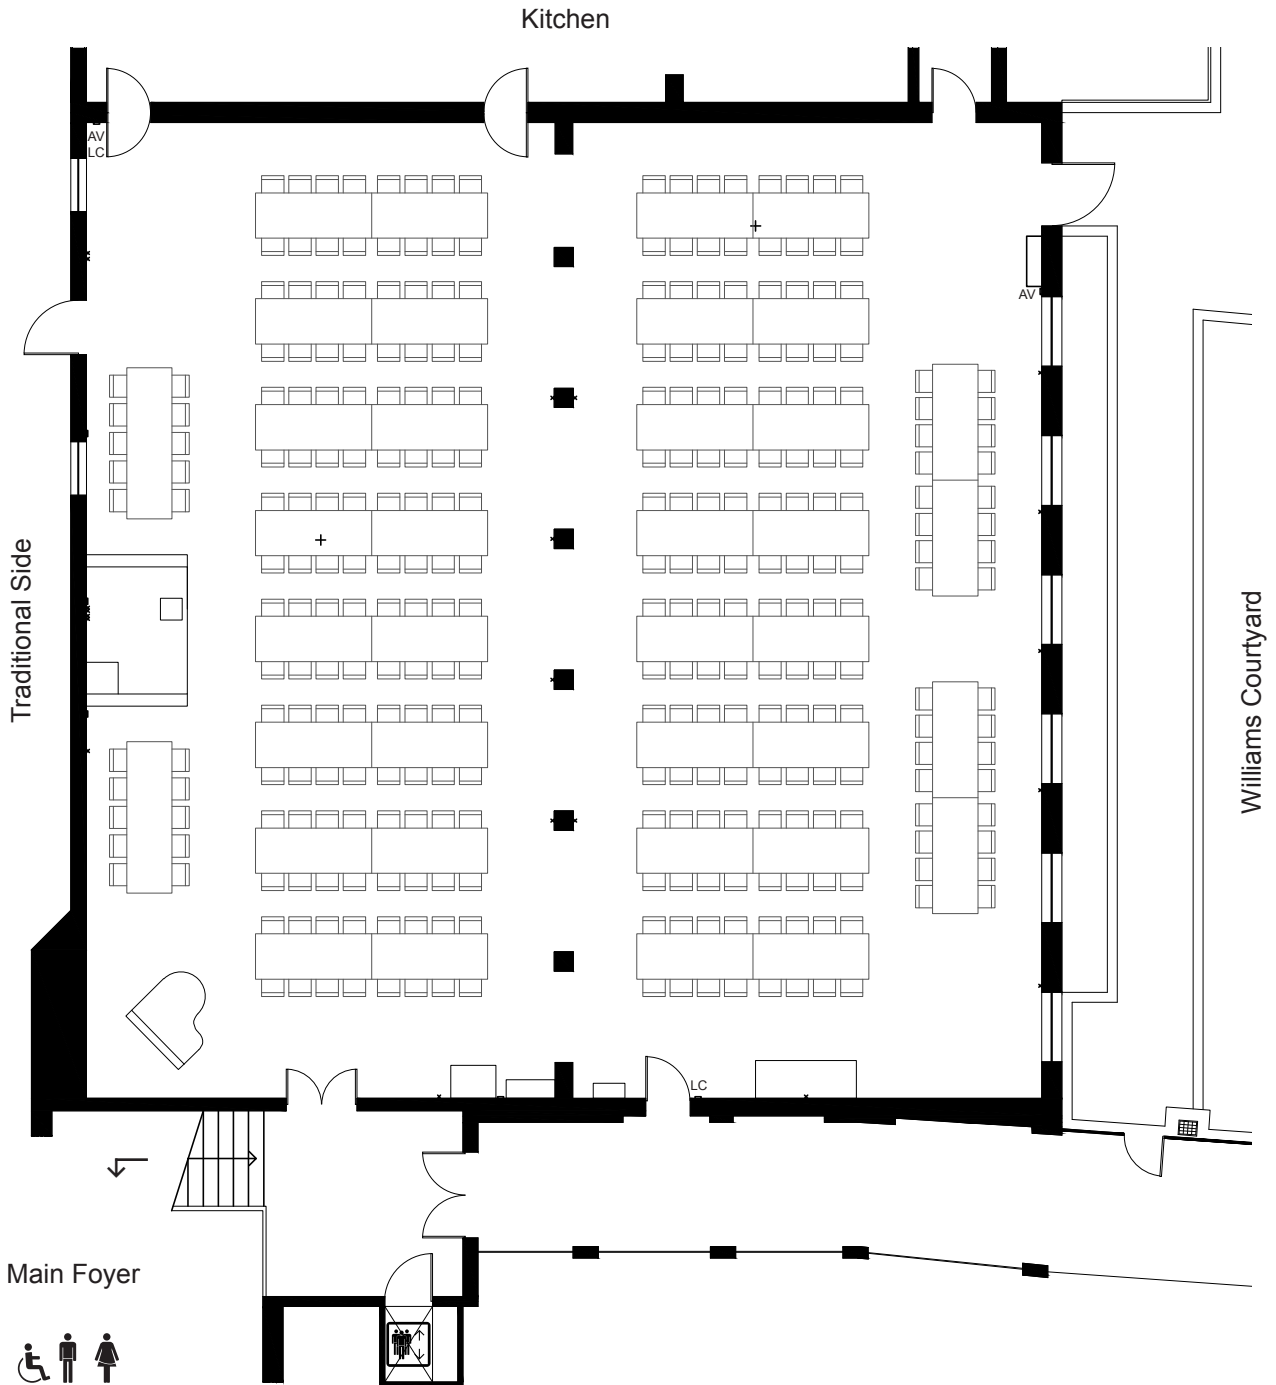 Kitchen
AV
LC
AV
Traditional Side
Williams Courtyard
LC
Main Foyer